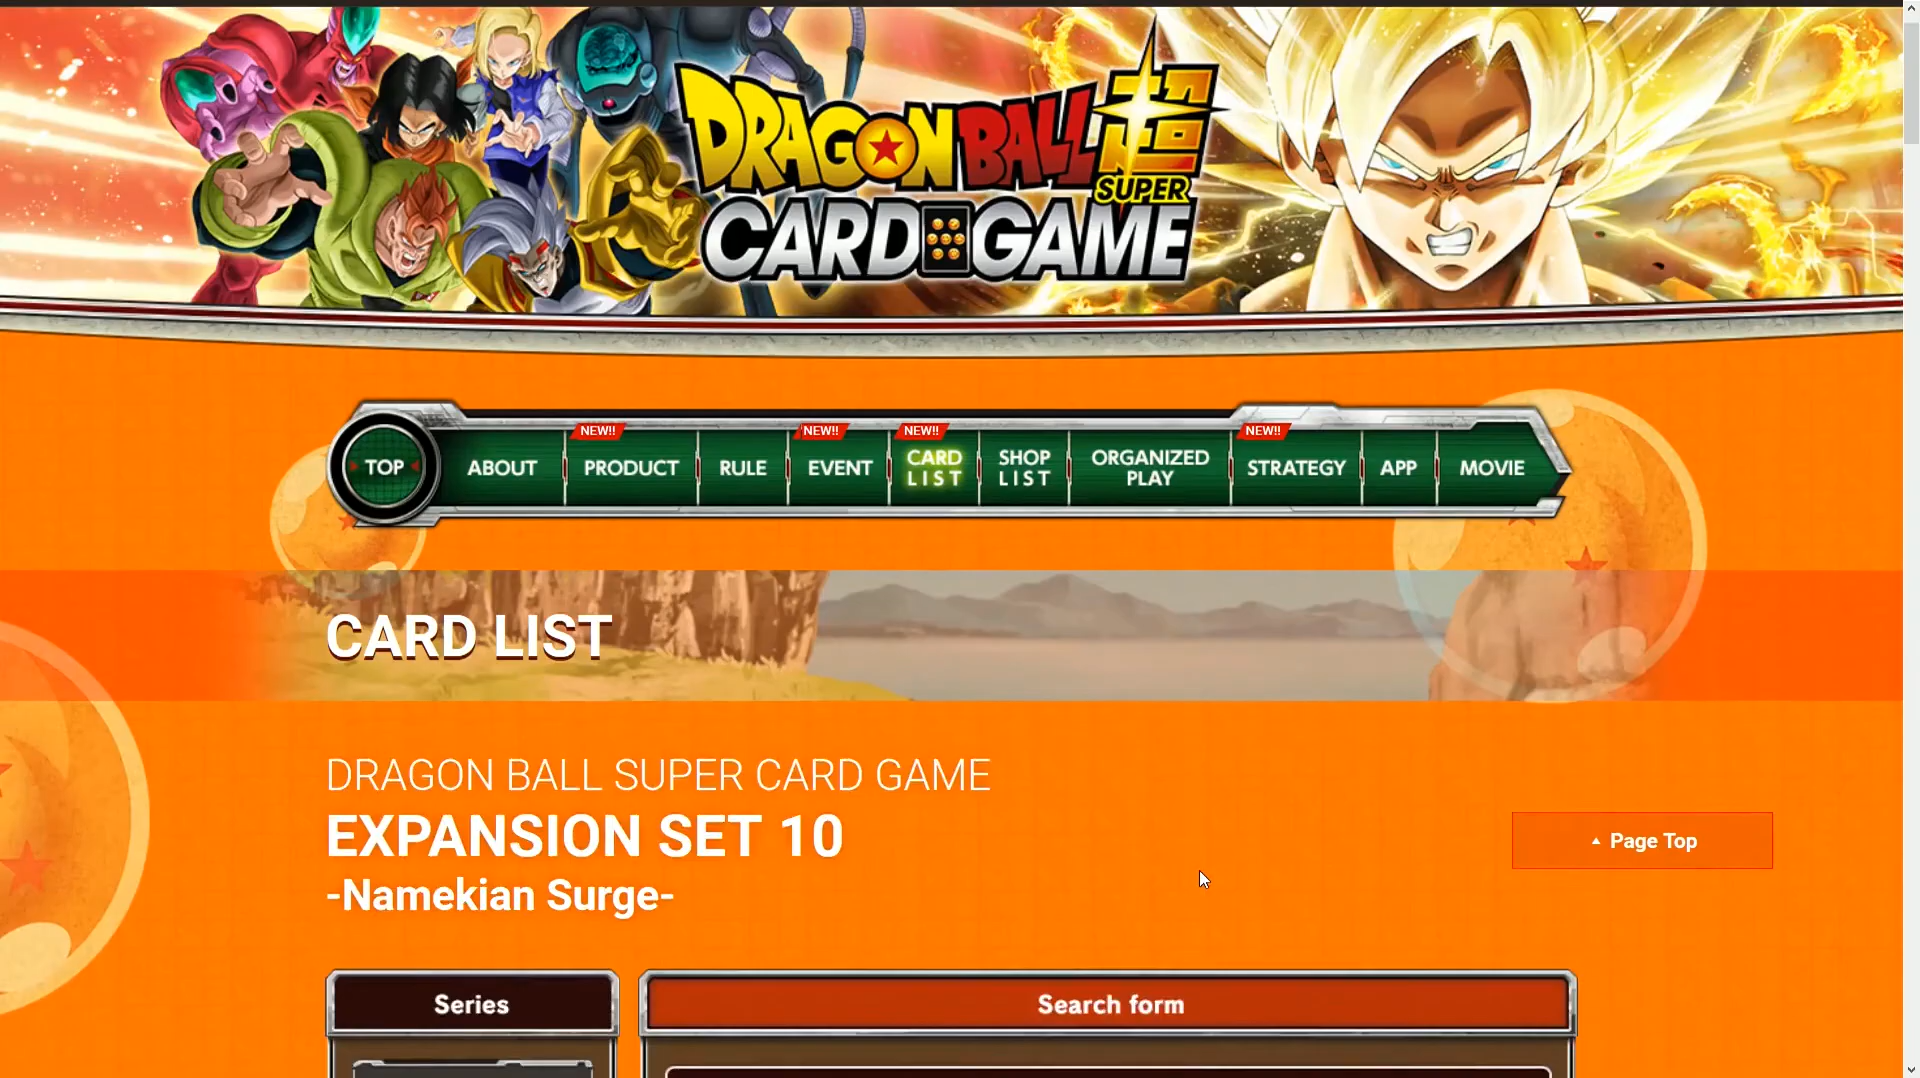 DRAGON BALL 超
SUPER
CARD GAME
NEW!!
NEW!!
NEW!!
NEW!!
TOP
ABOUT
PRODUCT
RULE
EVENT
CARD
LIST
SHOP
LIST
ORGANIZED
PLAY
STRATEGY
APP
MOVIE
CARD LIST
DRAGON BALL SUPER CARD GAME
EXPANSION SET 10
-Namekian Surge-
Page Top
Series
Search form